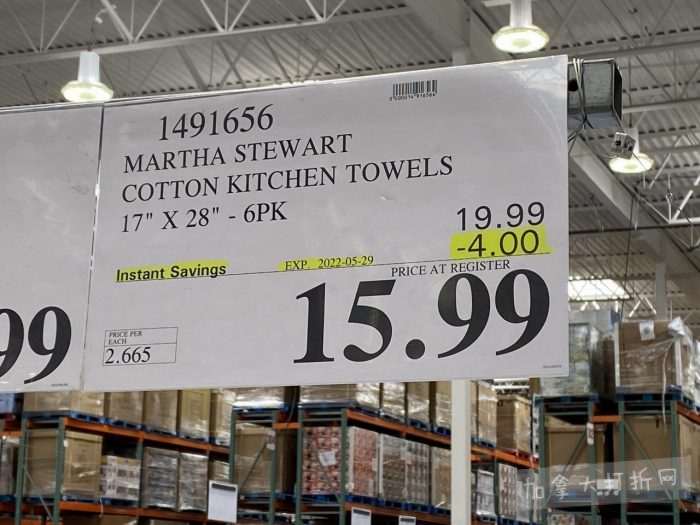 1491656
MARTHA STEWART
COTTON KITCHEN TOWELS
17" X 28" - 6PK
19.99
-4.00
Instant Savings
EXP. 2022-05-29
PRICE AT REGISTER
15.99
PRICE PER
EACH
2.665
99
加拿大打折网